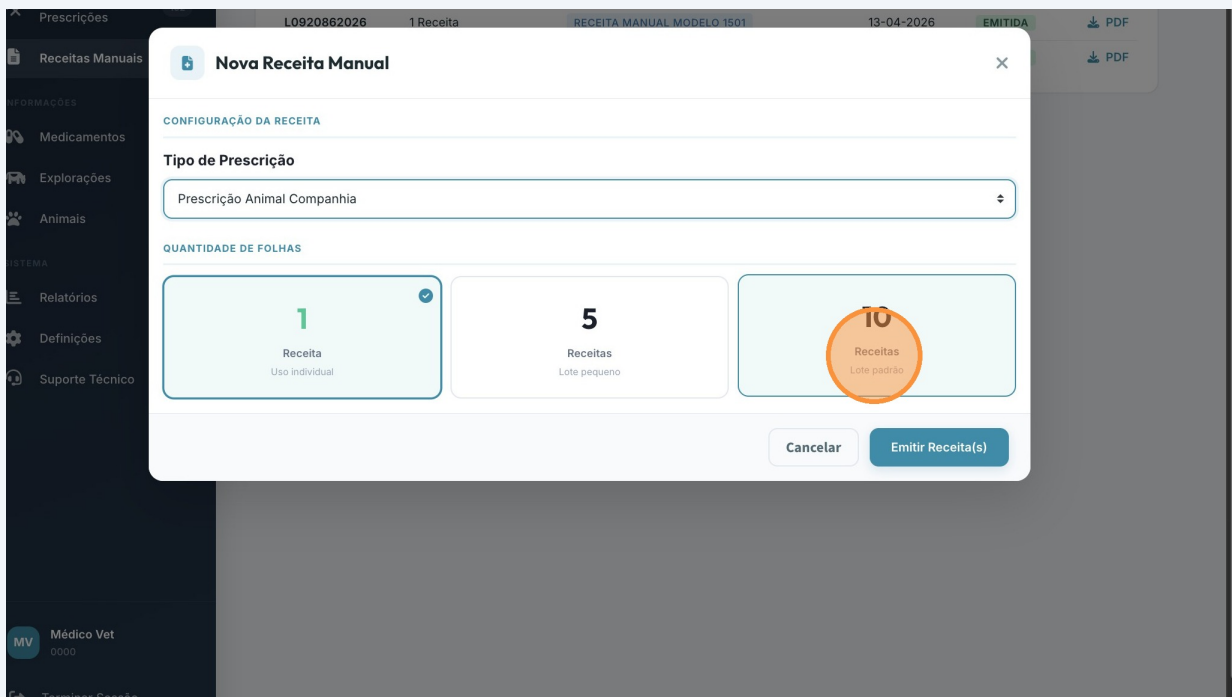 Prescrições
L0920862026 1 Receita RECEITA MANUAL MODELO 1501 13-04-2026 EMITIDA PDF
Receitas Manuais
PDF
Nova Receita Manual
INFORMAÇÕES
CONFIGURAÇÃO DA RECEITA
Medicamentos
Tipo de Prescrição
Explorações
Prescrição Animal Companhia
Animais
QUANTIDADE DE FOLHAS
SISTEMA
Relatórios
1
Receita
Uso individual
5
Receitas
Lote pequeno
10
Receitas
Lote padrão
Definições
Suporte Técnico
Cancelar
Emitir Receita(s)
MV
Médico Vet
0000
Terminar Sessão